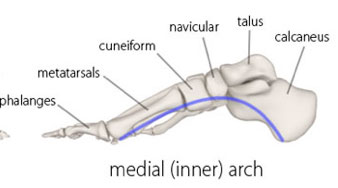 talus
navicular
calcaneus
cuneiform
metatarsals
phalanges
medial (inner) arch